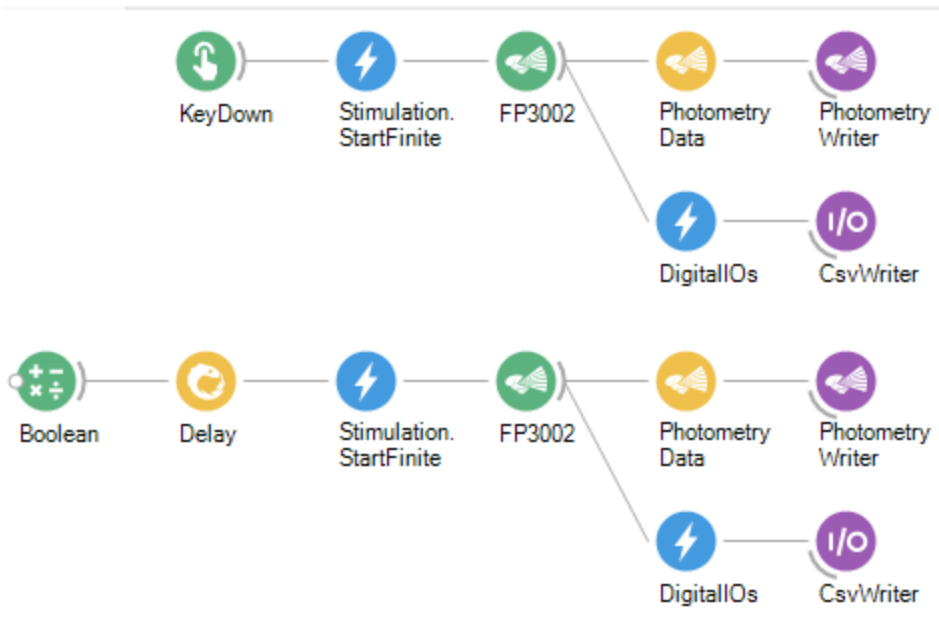 KeyDown
Stimulation.
StartFinite
FP3002
Photometry
Data
Photometry
Writer
I/O
DigitalIOs
CsvWriter
Boolean
Delay
Stimulation.
StartFinite
FP3002
Photometry
Data
Photometry
Writer
I/O
DigitalIOs
CsvWriter